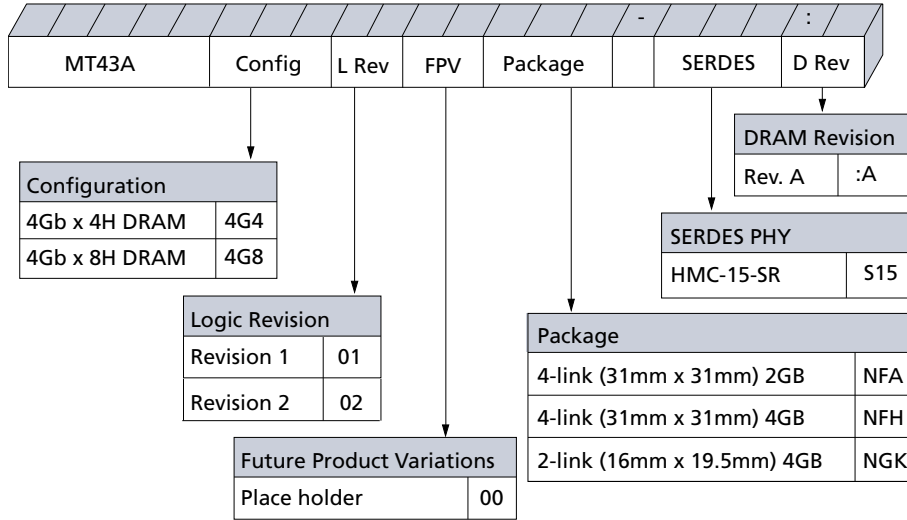 - :
MT43A Config L Rev FPV Package SERDES D Rev
DRAM Revision
Rev. A :A
Configuration
4Gb x 4H DRAM 4G4
4Gb x 8H DRAM 4G8
SERDES PHY
HMC-15-SR S15
Logic Revision
Revision 1 01
Revision 2 02
Package
4-link (31mm x 31mm) 2GB NFA
4-link (31mm x 31mm) 4GB NFH
2-link (16mm x 19.5mm) 4GB NGK
Future Product Variations
Place holder 00